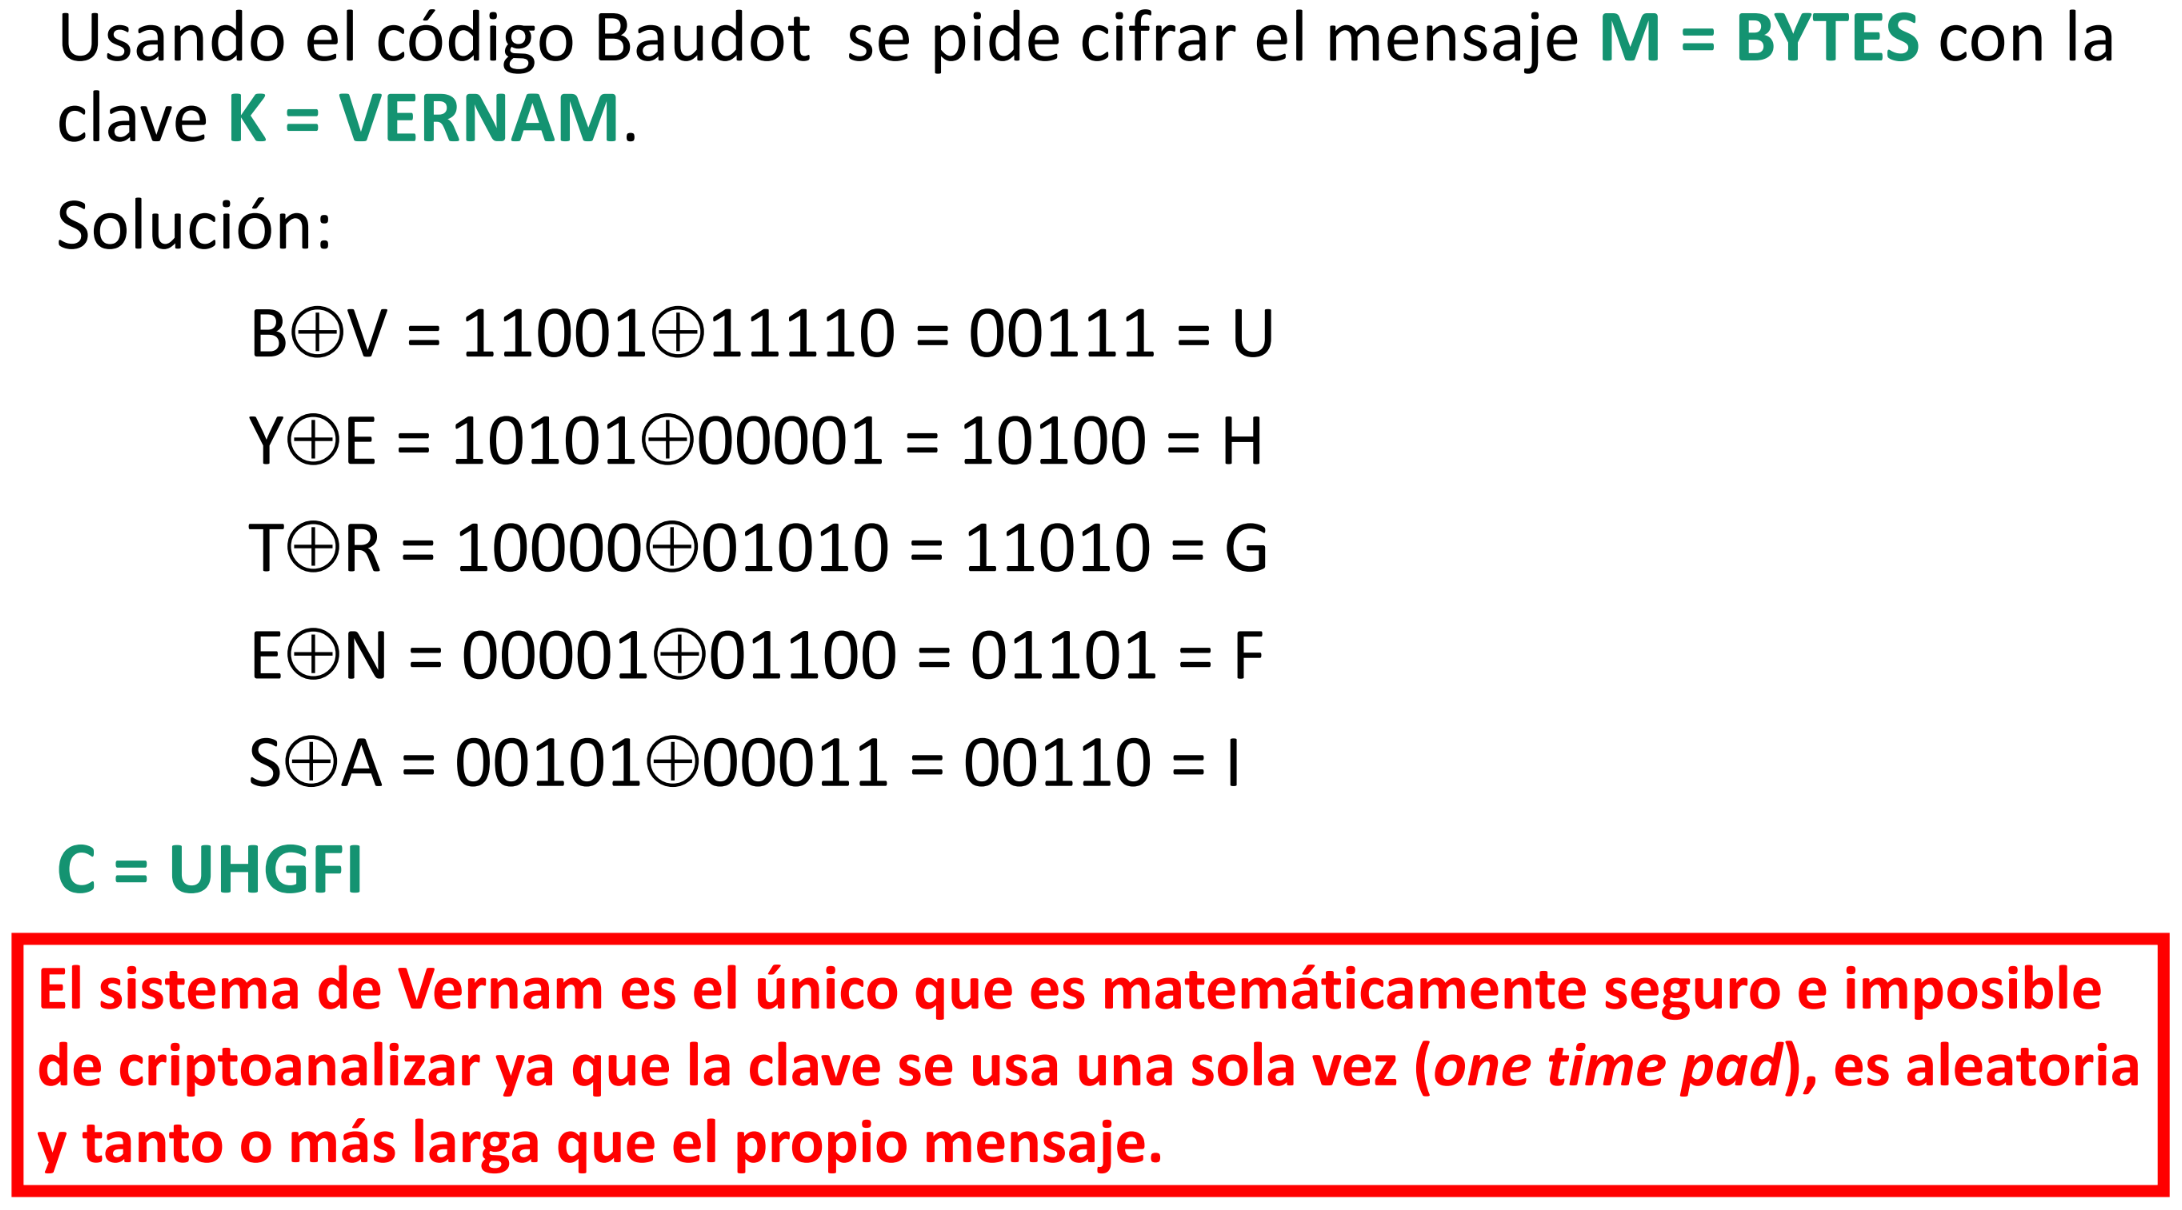 Usando el código Baudot se pide cifrar el mensaje M = BYTES con la
clave K = VERNAM.
Solución:
B⊕V = 11001⊕11110 = 00111 = U
Y⊕E = 10101⊕00001 = 10100 = H
T⊕R = 10000⊕01010 = 11010 = G
E⊕N = 00001⊕01100 = 01101 = F
S⊕A = 00101⊕00011 = 00110 = I
C = UHGFI
El sistema de Vernam es el único que es matemáticamente seguro e imposible
de criptoanalizar ya que la clave se usa una sola vez (one time pad), es aleatoria
y tanto o más larga que el propio mensaje.